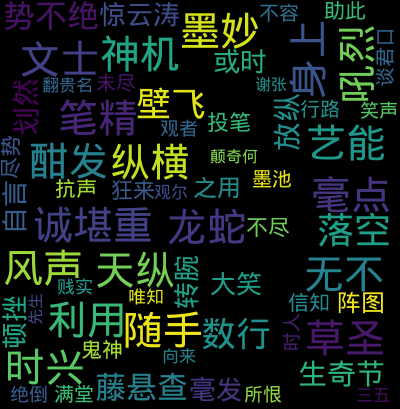 势不绝
惊云涛
墨妙
不容
助此
文士
神机
或时
身上
吼烈
谈君口
翻贵名
未尽
壁飞
谢张
划然
笔精
观者
投笔
放纵
行路
笑声
艺能
酣发
纵横
颠奇何
尽势
自言
抗声
狂来
观尔
之用
墨池
毫点
诚堪重
龙蛇
不尽
落空
风声
天纵
转腕
大笑
无不
贱实
唯知
信知
阵图
顿挫
先生
利用
随手
数行
时人
草圣
鬼神
向来
时兴
生奇节
绝倒
满堂
藤悬查
毫发
所恨
三五